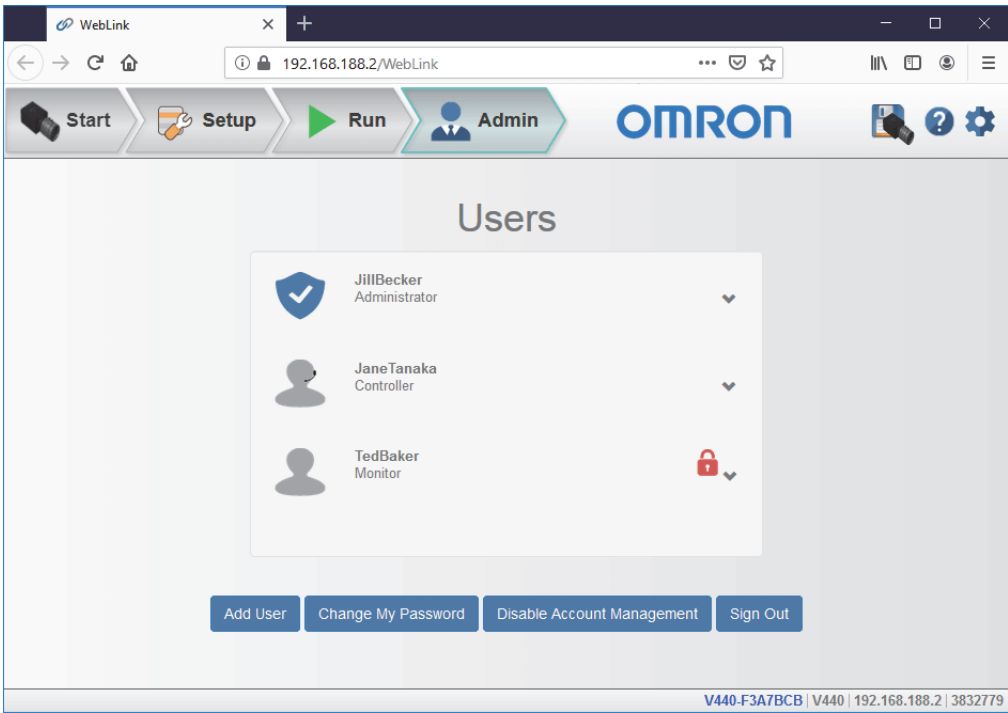 WebLink
192.168.188.2/WebLink
Start
Setup
Run
Admin
OMRON
Users
JillBecker
Administrator
JaneTanaka
Controller
TedBaker
Monitor
Add User
Change My Password
Disable Account Management
Sign Out
V440-F3A7BCB | V440 | 192.168.188.2 | 3832779